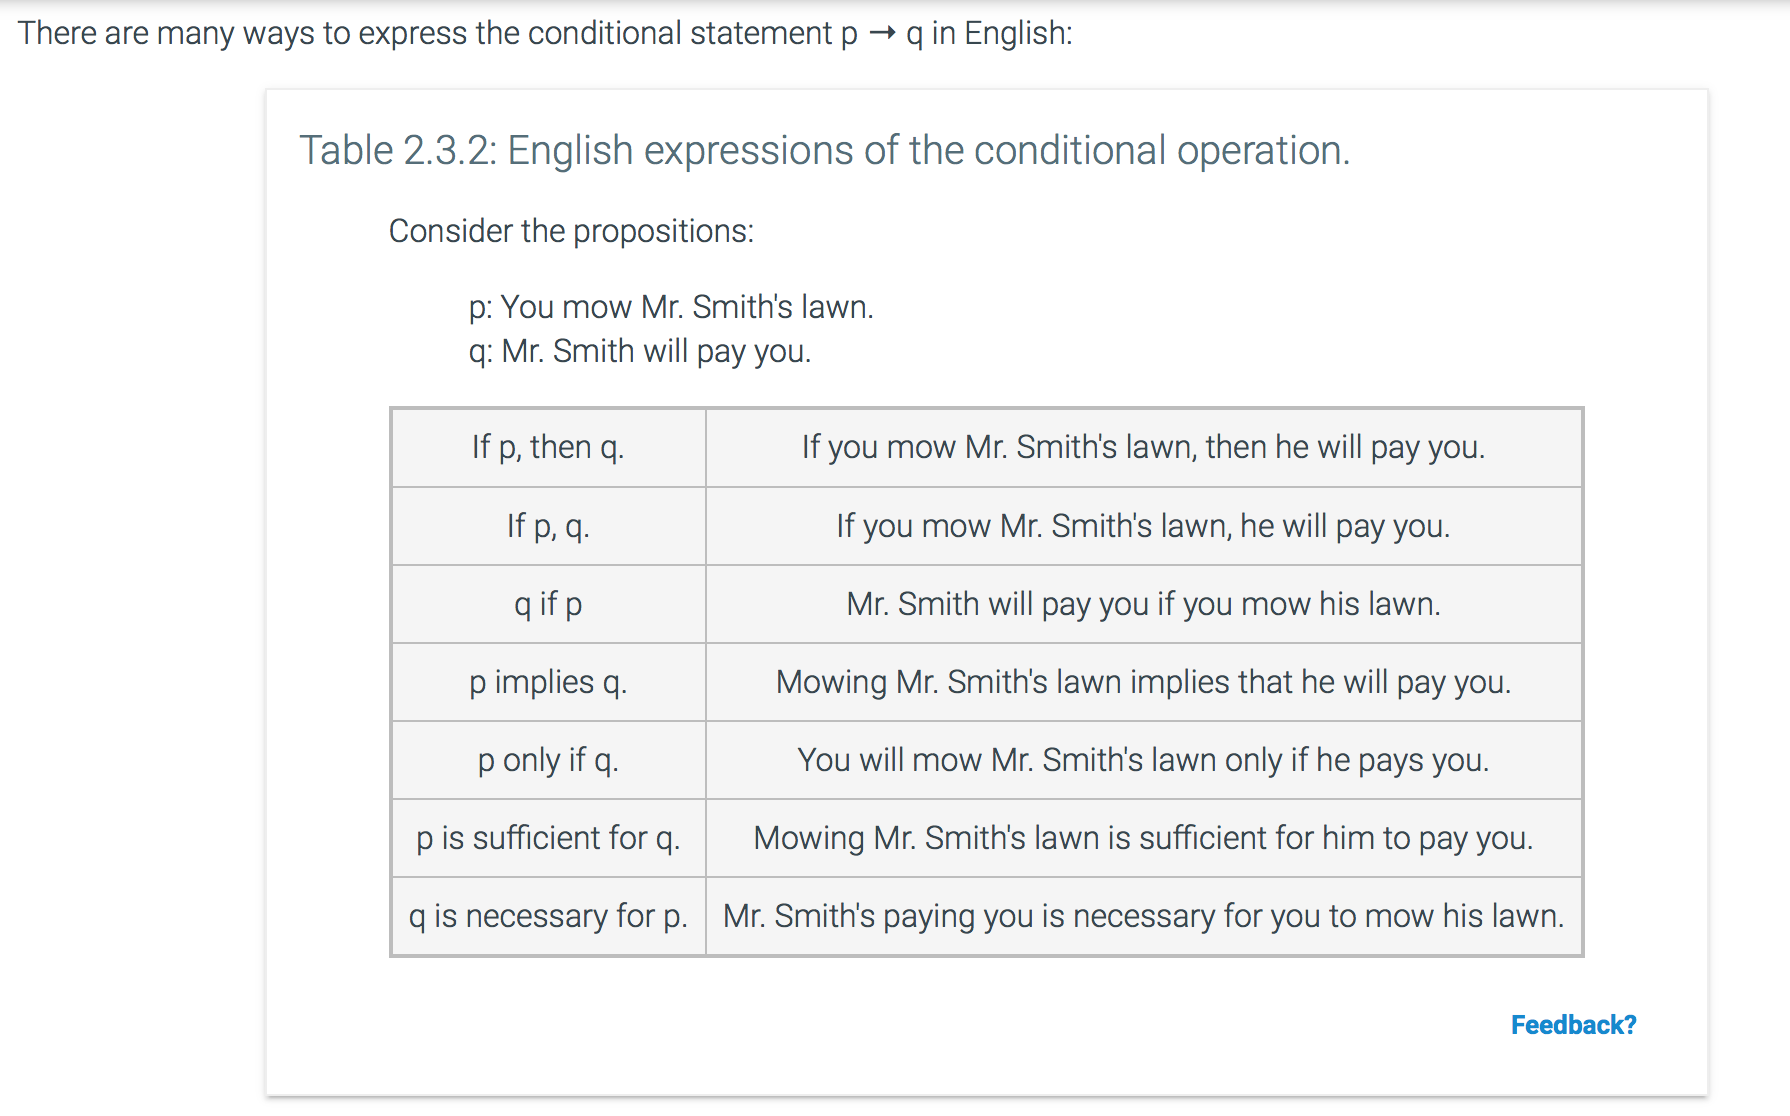 There are many ways to express the conditional statement p → q in English:
Table 2.3.2: English expressions of the conditional operation.
Consider the propositions:
p: You mow Mr. Smith's lawn.
q: Mr. Smith will pay you.
If p, then q. If you mow Mr. Smith's lawn, then he will pay you.
If p, q. If you mow Mr. Smith's lawn, he will pay you.
q if p Mr. Smith will pay you if you mow his lawn.
p implies q. Mowing Mr. Smith's lawn implies that he will pay you.
p only if q. You will mow Mr. Smith's lawn only if he pays you.
p is sufficient for q. Mowing Mr. Smith's lawn is sufficient for him to pay you.
q is necessary for p. Mr. Smith's paying you is necessary for you to mow his lawn.
Feedback?